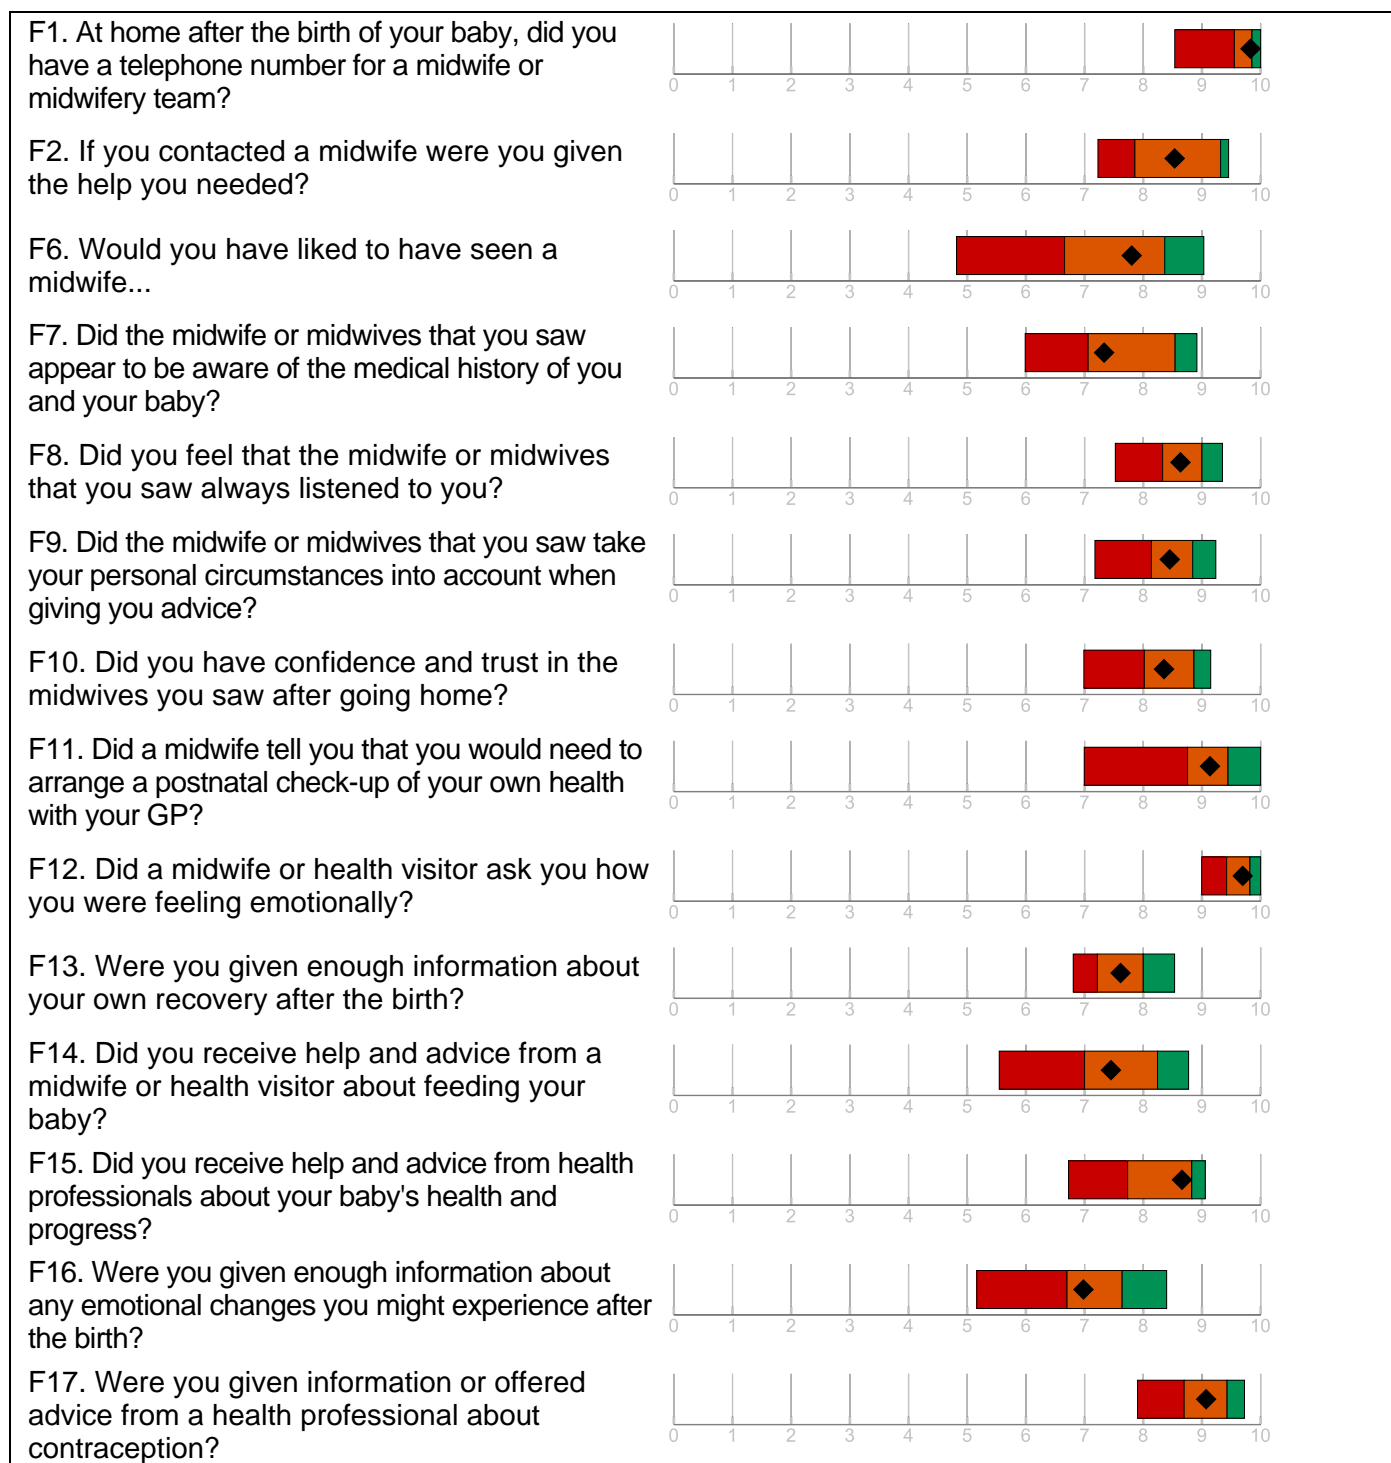 F1. At home after the birth of your baby, did you
have a telephone number for a midwife or
midwifery team?
0 1 2 3 4 5 6 7 8 9 10
F2. If you contacted a midwife were you given
the help you needed?
0 1 2 3 4 5 6 7 8 9 10
F6. Would you have liked to have seen a
midwife...
0 1 2 3 4 5 6 7 8 9 10
F7. Did the midwife or midwives that you saw
appear to be aware of the medical history of you
and your baby?
0 1 2 3 4 5 6 7 8 9 10
F8. Did you feel that the midwife or midwives
that you saw always listened to you?
0 1 2 3 4 5 6 7 8 9 10
F9. Did the midwife or midwives that you saw take
your personal circumstances into account when
giving you advice?
0 1 2 3 4 5 6 7 8 9 10
F10. Did you have confidence and trust in the
midwives you saw after going home?
0 1 2 3 4 5 6 7 8 9 10
F11. Did a midwife tell you that you would need to
arrange a postnatal check-up of your own health
with your GP?
0 1 2 3 4 5 6 7 8 9 10
F12. Did a midwife or health visitor ask you how
you were feeling emotionally?
0 1 2 3 4 5 6 7 8 9 10
F13. Were you given enough information about
your own recovery after the birth?
0 1 2 3 4 5 6 7 8 9 10
F14. Did you receive help and advice from a
midwife or health visitor about feeding your
baby?
0 1 2 3 4 5 6 7 8 9 10
F15. Did you receive help and advice from health
professionals about your baby's health and
progress?
0 1 2 3 4 5 6 7 8 9 10
F16. Were you given enough information about
any emotional changes you might experience after
the birth?
0 1 2 3 4 5 6 7 8 9 10
F17. Were you given information or offered
advice from a health professional about
contraception?
0 1 2 3 4 5 6 7 8 9 10